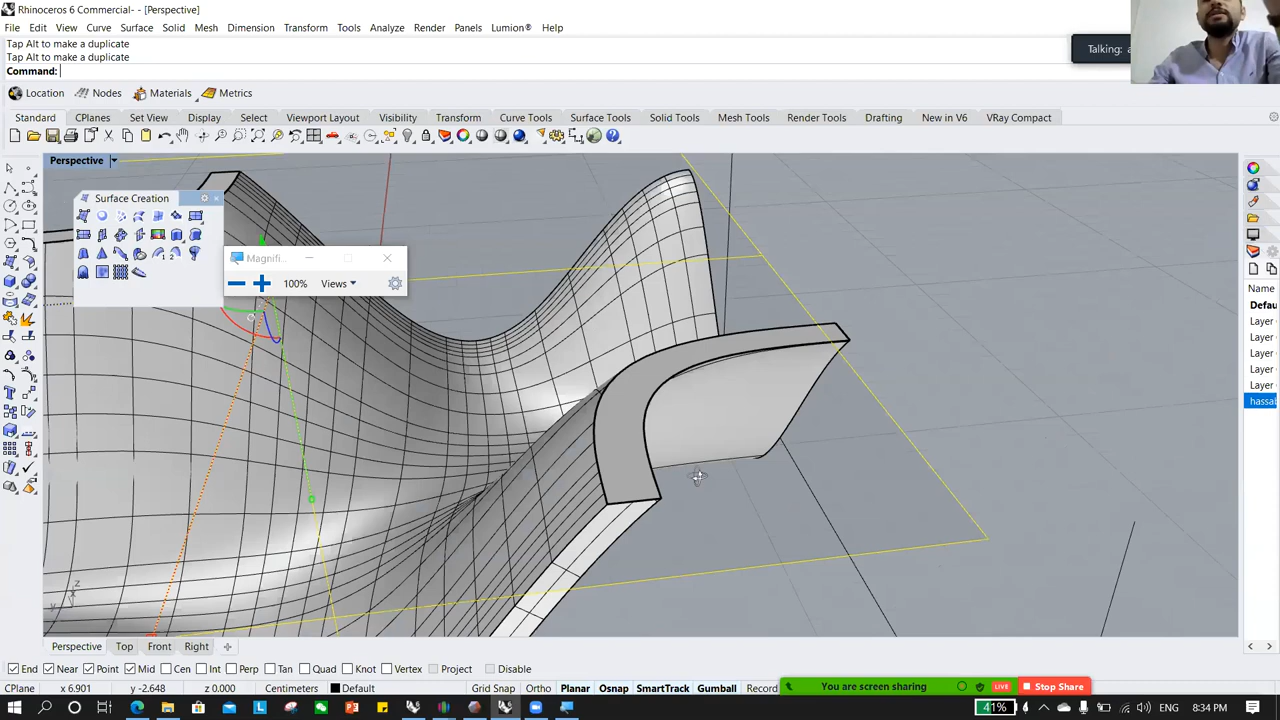 Rhinoceros 6 Commercial- - [Perspective]
File Edit View Curve Surface Solid Mesh Dimension Transform Tools Analyze Render Panels Lumion® Help
Tap Alt to make a duplicate
Tap Alt to make a duplicate
Command:
Talking:
Location Nodes Materials Metrics
Standard CPlanes Set View Display Select Viewport Layout Visibility Transform Curve Tools Surface Tools Solid Tools Mesh Tools Render Tools Drafting New in V6 VRay Compact
Perspective
Surface Creation
Magnifi...
100% Views
Name
Defau
Layer
Layer
Layer
Layer
Layer
hassal
z
y
x
Perspective Top Front Right
End Near Point Mid Cen Int Perp Tan Quad Knot Vertex Project Disable
CPlane x 6.901 y -2.648 z 0.000 Centimeters Default Grid Snap Ortho Planar Osnap SmartTrack Gumball Record
You are screen sharing LIVE Stop Share
41% ENG 8:34 PM